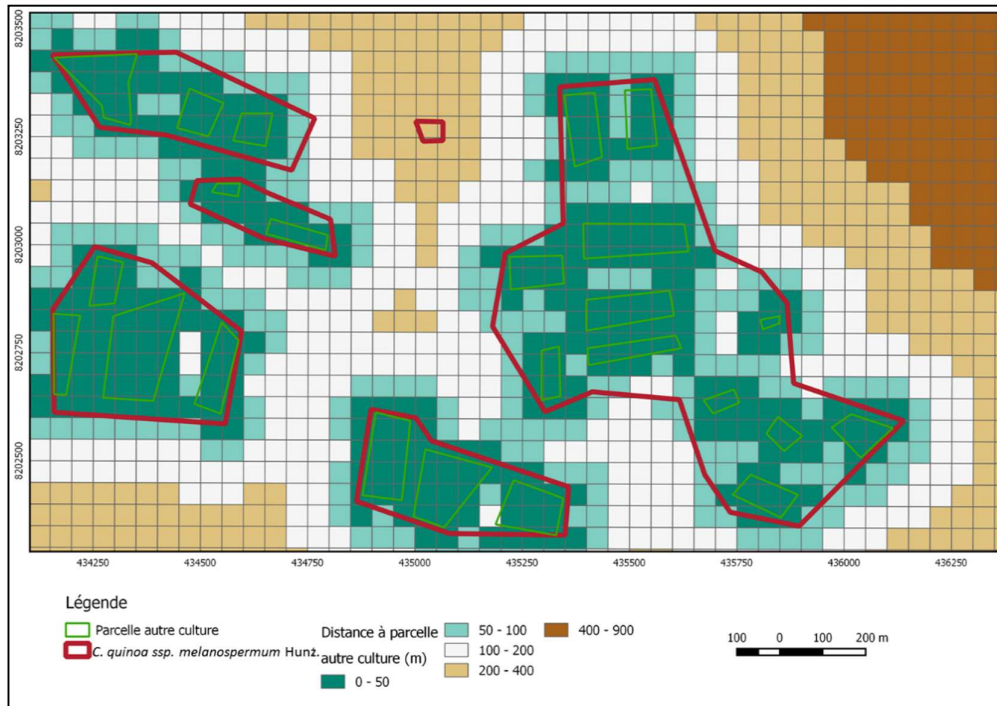 8203500
8203250
8203000
8202750
8202500
434250 434500 434750 435000 435250 435500 435750 436000 436250
Légende
Parcelle autre culture
C. quinoa ssp. melanospermum Hunz.
Distance à parcelle
autre culture (m)
0 - 50
50 - 100
100 - 200
200 - 400
400 - 900
100 0 100 200 m